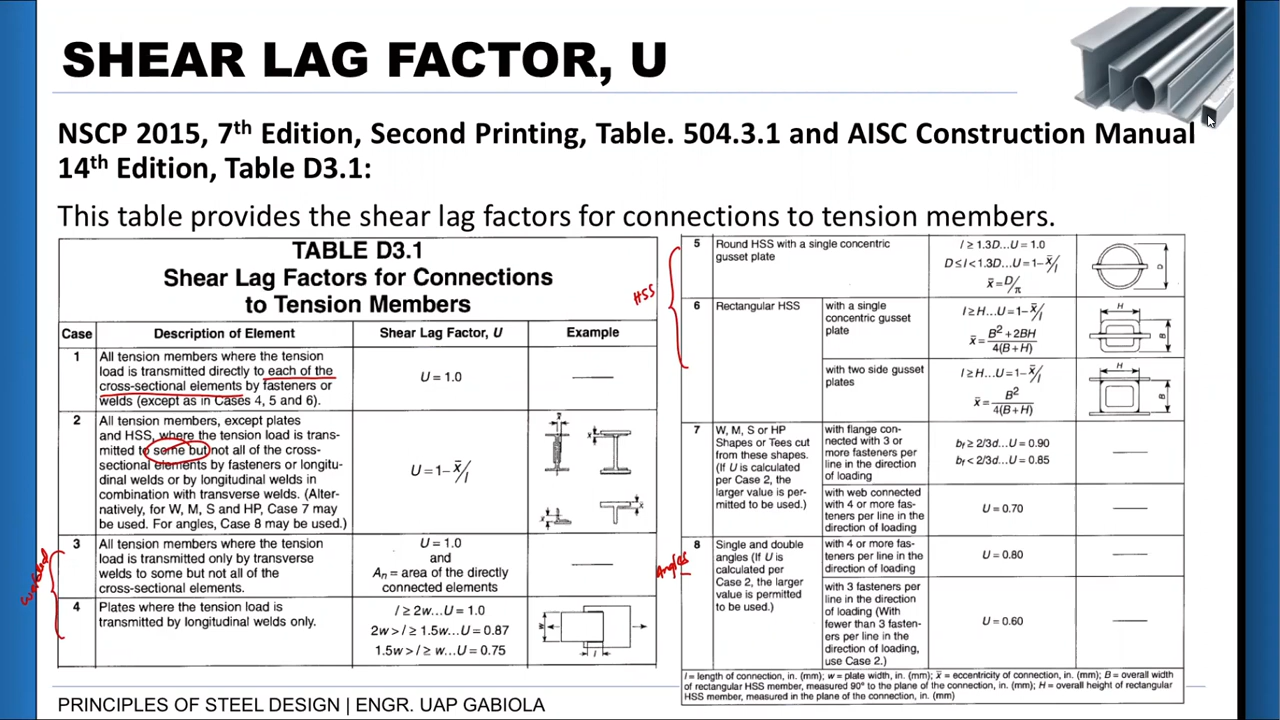 SHEAR LAG FACTOR, U
NSCP 2015, 7th Edition, Second Printing, Table. 504.3.1 and AISC Construction Manual
14th Edition, Table D3.1:
This table provides the shear lag factors for connections to tension members.
TABLE D3.1
Shear Lag Factors for Connections
to Tension Members
Case Description of Element Shear Lag Factor, U Example
1 All tension members where the tension
load is transmitted directly to each of the
cross-sectional elements by fasteners or
welds (except as in Cases 4, 5 and 6).
U = 1.0
2 All tension members, except plates
and HSS, where the tension load is trans-
mitted to some but not all of the cross-
sectional elements by fasteners or longitu-
dinal welds or by longitudinal welds in
combination with transverse welds. (Alter-
natively, for W, M, S and HP, Case 7 may
be used. For angles, Case 8 may be used.)
U = 1- x̄/l
x̄
x̄
x̄
x̄
3 All tension members where the tension
load is transmitted only by transverse
welds to some but not all of the
cross-sectional elements.
U = 1.0
and
An = area of the directly
connected elements
4 Plates where the tension load is
transmitted by longitudinal welds only.
l ≥ 2w...U = 1.0
2w > l ≥ 1.5w...U = 0.87
1.5w > l ≥ w...U = 0.75
w
l
HSS
5 Round HSS with a single concentric
gusset plate
l ≥ 1.3D...U = 1.0
D ≤ l < 1.3D...U = 1- x̄/l
x̄ = D/π
D
6 Rectangular HSS
with a single
concentric gusset
plate
l ≥ H...U = 1- x̄/l
x̄ = B² + 2BH / 4(B + H)
H
B
with two side gusset
plates
l ≥ H...U = 1- x̄/l
x̄ = B² / 4(B + H)
H
B
7 W, M, S or HP
Shapes or Tees cut
from these shapes.
(If U is calculated
per Case 2, the
larger value is per-
mitted to be used.)
with flange con-
nected with 3 or
more fasteners per
line in the direction
of loading
bf ≥ 2/3d...U = 0.90
bf < 2/3d...U = 0.85
with web connected
with 4 or more fas-
teners per line in the
direction of loading
U = 0.70
Angles
8 Single and double
angles (If U is
calculated per
Case 2, the larger
value is permitted
to be used.)
with 4 or more fas-
teners per line in the
direction of loading
U = 0.80
with 3 fasteners per
line in the direction
of loading (With
fewer than 3 fasten-
ers per line in the
direction of loading,
use Case 2.)
U = 0.60
l = length of connection, in. (mm); w = plate width, in. (mm); x̄ = eccentricity of connection, in. (mm); B = overall width
of rectangular HSS member, measured 90° to the plane of the connection, in. (mm); H = overall height of rectangular
HSS member, measured in the plane of the connection, in. (mm)
PRINCIPLES OF STEEL DESIGN | ENGR. UAP GABIOLA